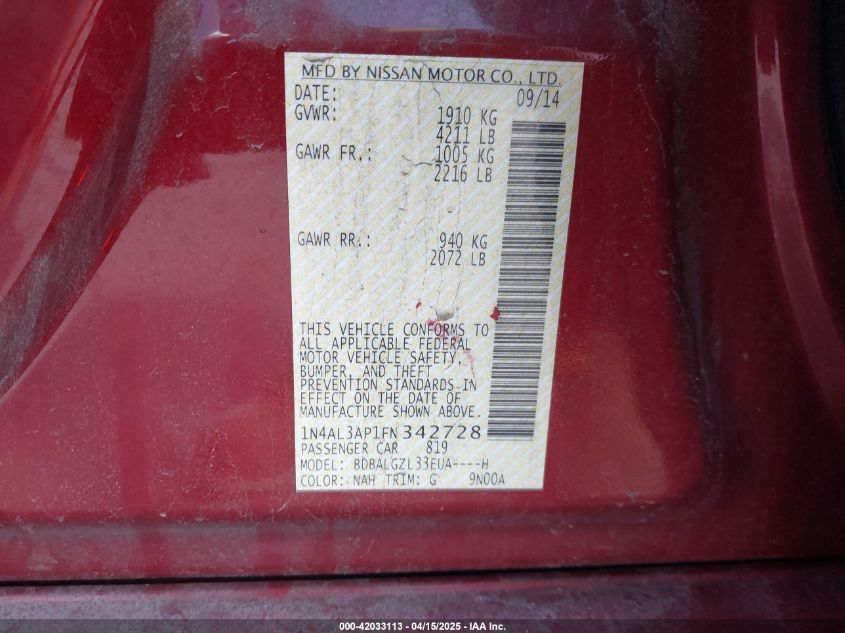 MFD BY NISSAN MOTOR CO., LTD.
DATE: 09/14
GVWR: 1910 KG
4211 LB
GAWR FR.: 1005 KG
2216 LB
GAWR RR.: 940 KG
2072 LB
THIS VEHICLE CONFORMS TO
ALL APPLICABLE FEDERAL
MOTOR VEHICLE SAFETY,
BUMPER, AND THEFT
PREVENTION STANDARDS IN
EFFECT ON THE DATE OF
MANUFACTURE SHOWN ABOVE.
1N4AL3AP1FN342728
PASSENGER CAR 819
MODEL: BDBALGZL33EUA----H
COLOR: NAH TRIM: G 9N00A
000-42033113 - 04/15/2025 - IAA Inc.